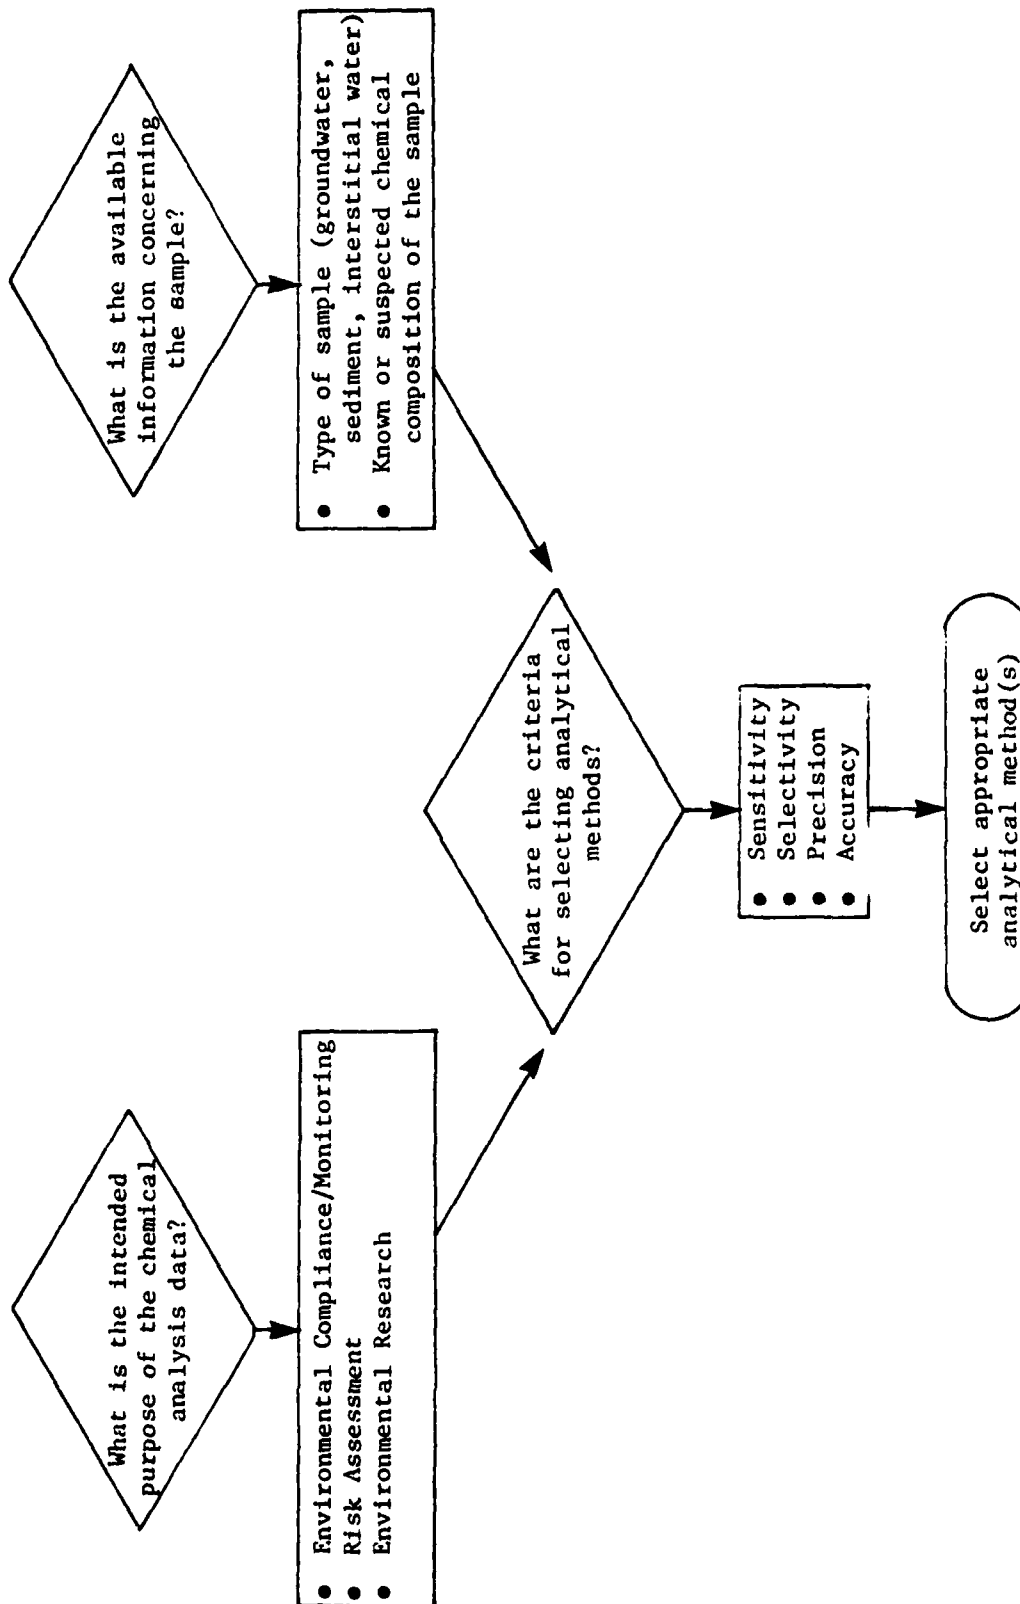 What is the intended
purpose of the chemical
analysis data?
● Environmental Compliance/Monitoring
● Risk Assessment
● Environmental Research
What is the available
information concerning
the sample?
● Type of sample (groundwater,
sediment, interstitial water)
● Known or suspected chemical
composition of the sample
What are the criteria
for selecting analytical
methods?
● Sensitivity
● Selectivity
● Precision
● Accuracy
Select appropriate
analytical method(s)